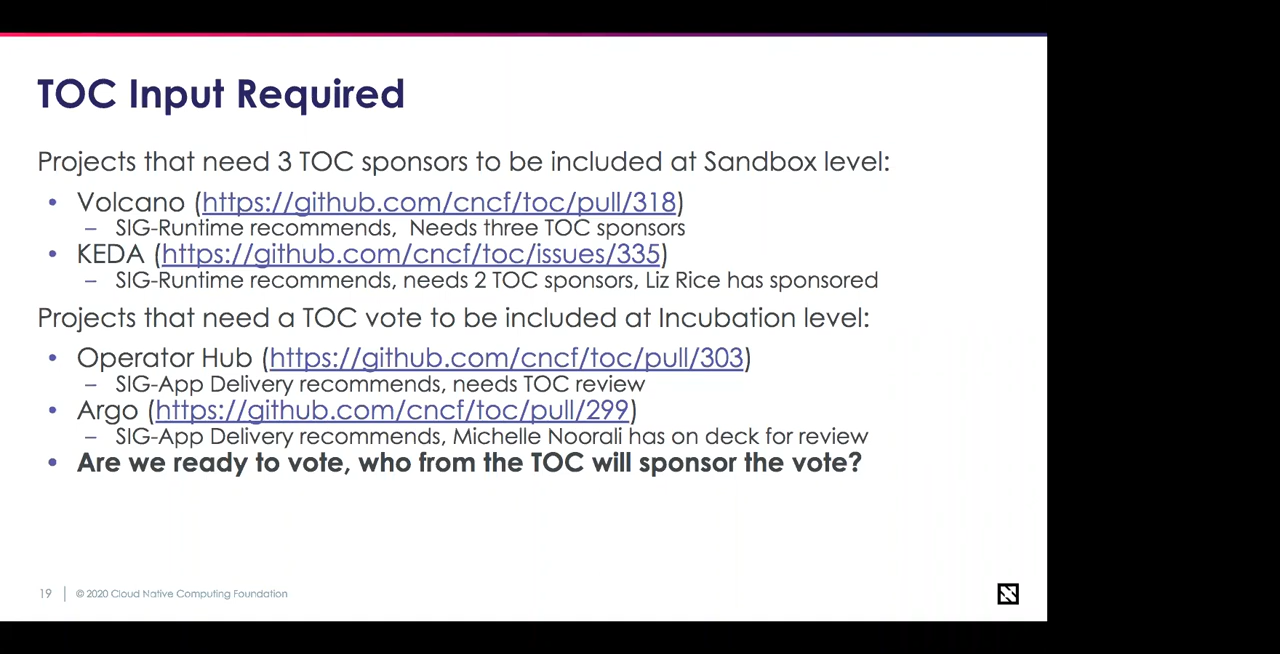 TOC Input Required
Projects that need 3 TOC sponsors to be included at Sandbox level:
• Volcano (https://github.com/cncf/toc/pull/318)
– SIG-Runtime recommends, Needs three TOC sponsors
• KEDA (https://github.com/cncf/toc/issues/335)
– SIG-Runtime recommends, needs 2 TOC sponsors, Liz Rice has sponsored
Projects that need a TOC vote to be included at Incubation level:
• Operator Hub (https://github.com/cncf/toc/pull/303)
– SIG-App Delivery recommends, needs TOC review
• Argo (https://github.com/cncf/toc/pull/299)
– SIG-App Delivery recommends, Michelle Noorali has on deck for review
• Are we ready to vote, who from the TOC will sponsor the vote?
19 | © 2020 Cloud Native Computing Foundation